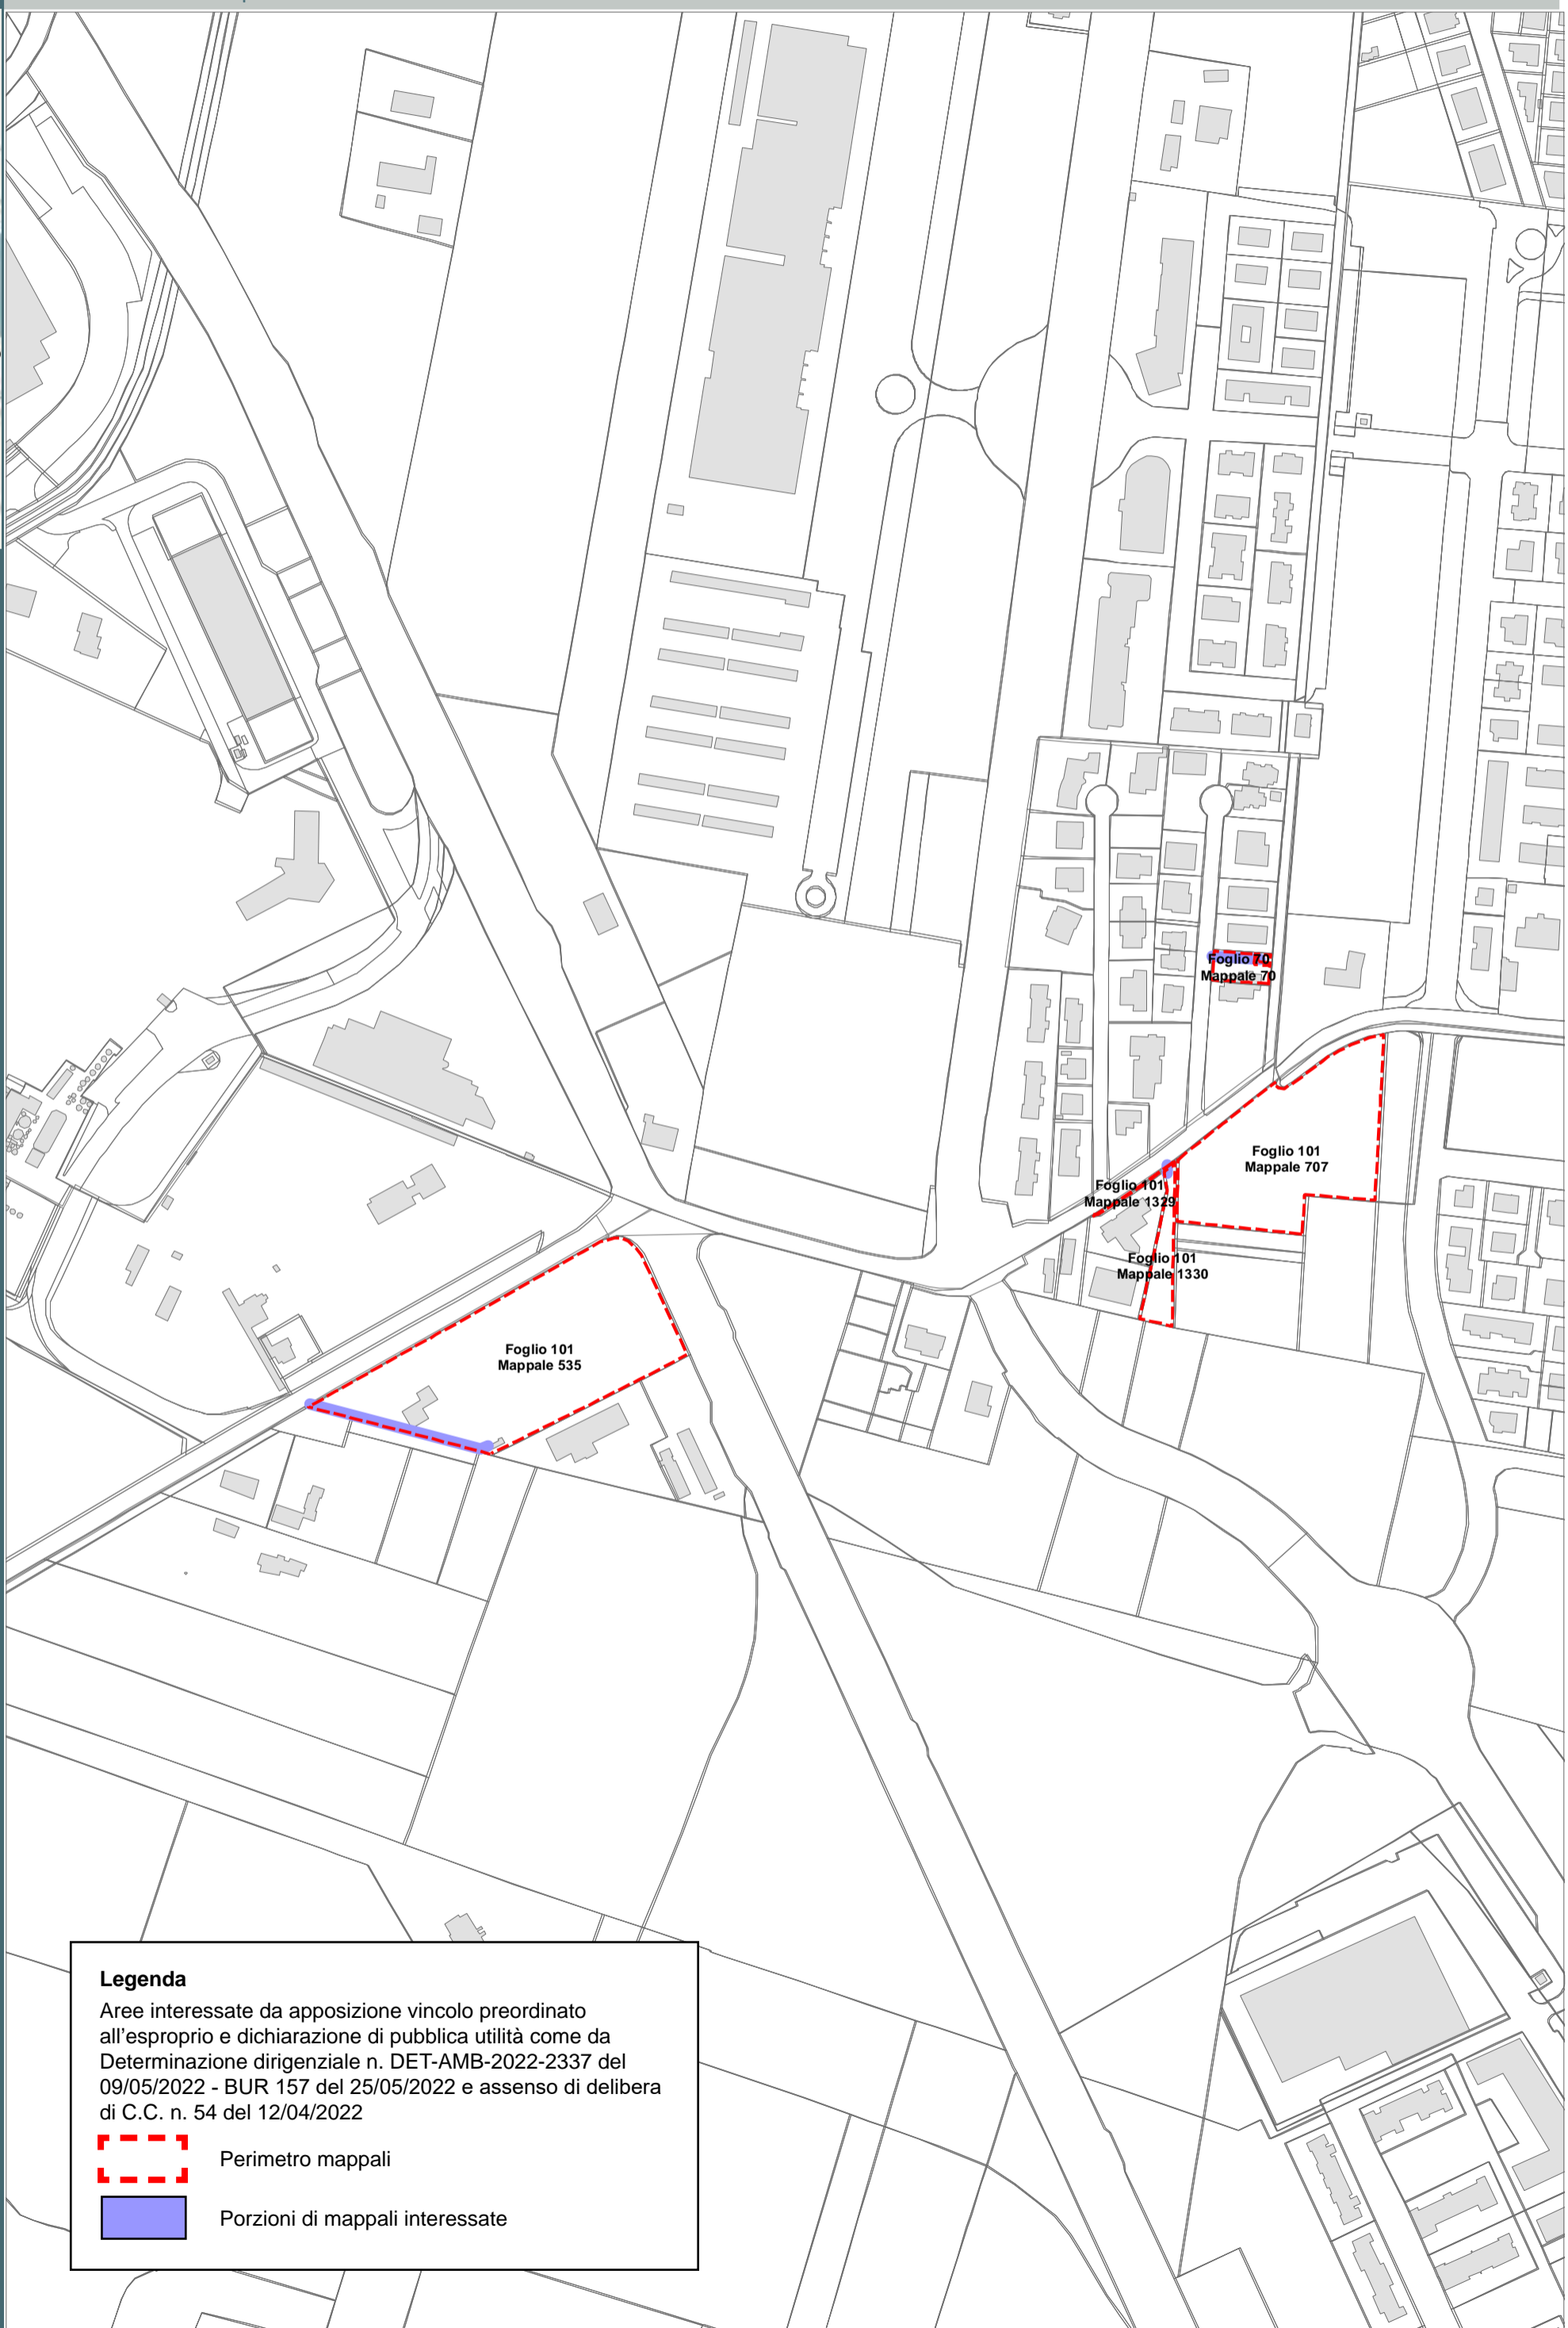 Foglio 70
Mappale 70
Foglio 101
Mappale 707
Foglio 101
Mappale 1329
Foglio 101
Mappale 1330
Foglio 101
Mappale 535
Legenda
Aree interessate da apposizione vincolo preordinato
all'esproprio e dichiarazione di pubblica utilità come da
Determinazione dirigenziale n. DET-AMB-2022-2337 del
09/05/2022 - BUR 157 del 25/05/2022 e assenso di delibera
di C.C. n. 54 del 12/04/2022
Perimetro mappali
Porzioni di mappali interessate